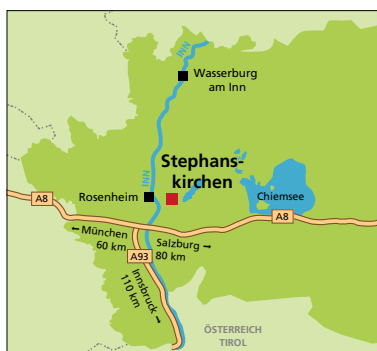 INN
Wasserburg
am Inn
Stephans-
kirchen
INN
Rosenheim
Chiemsee
A8
A8
← München
60 km
Salzburg →
80 km
A93
Innsbruck →
110 km
ÖSTERREICH
TIROL